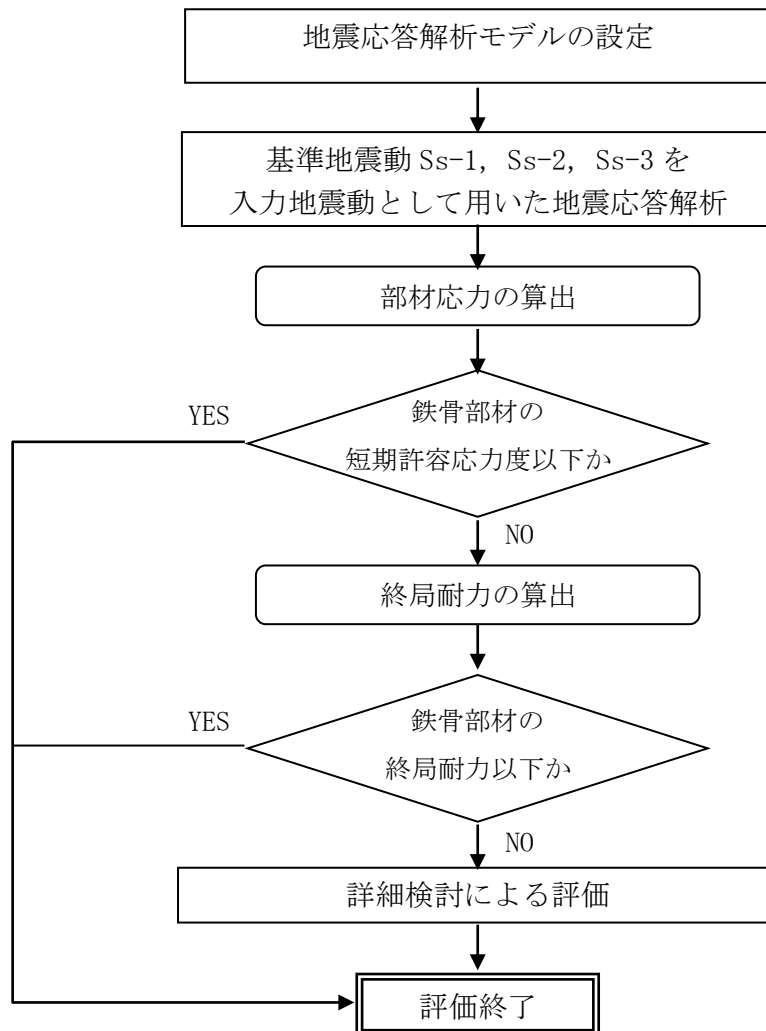 地震応答解析モデルの設定
基準地震動 Ss-1, Ss-2, Ss-3 を
入力地震動として用いた地震応答解析
部材応力の算出
YES
鉄骨部材の
短期許容応力度以下か
NO
終局耐力の算出
YES
鉄骨部材の
終局耐力以下か
NO
詳細検討による評価
評価終了